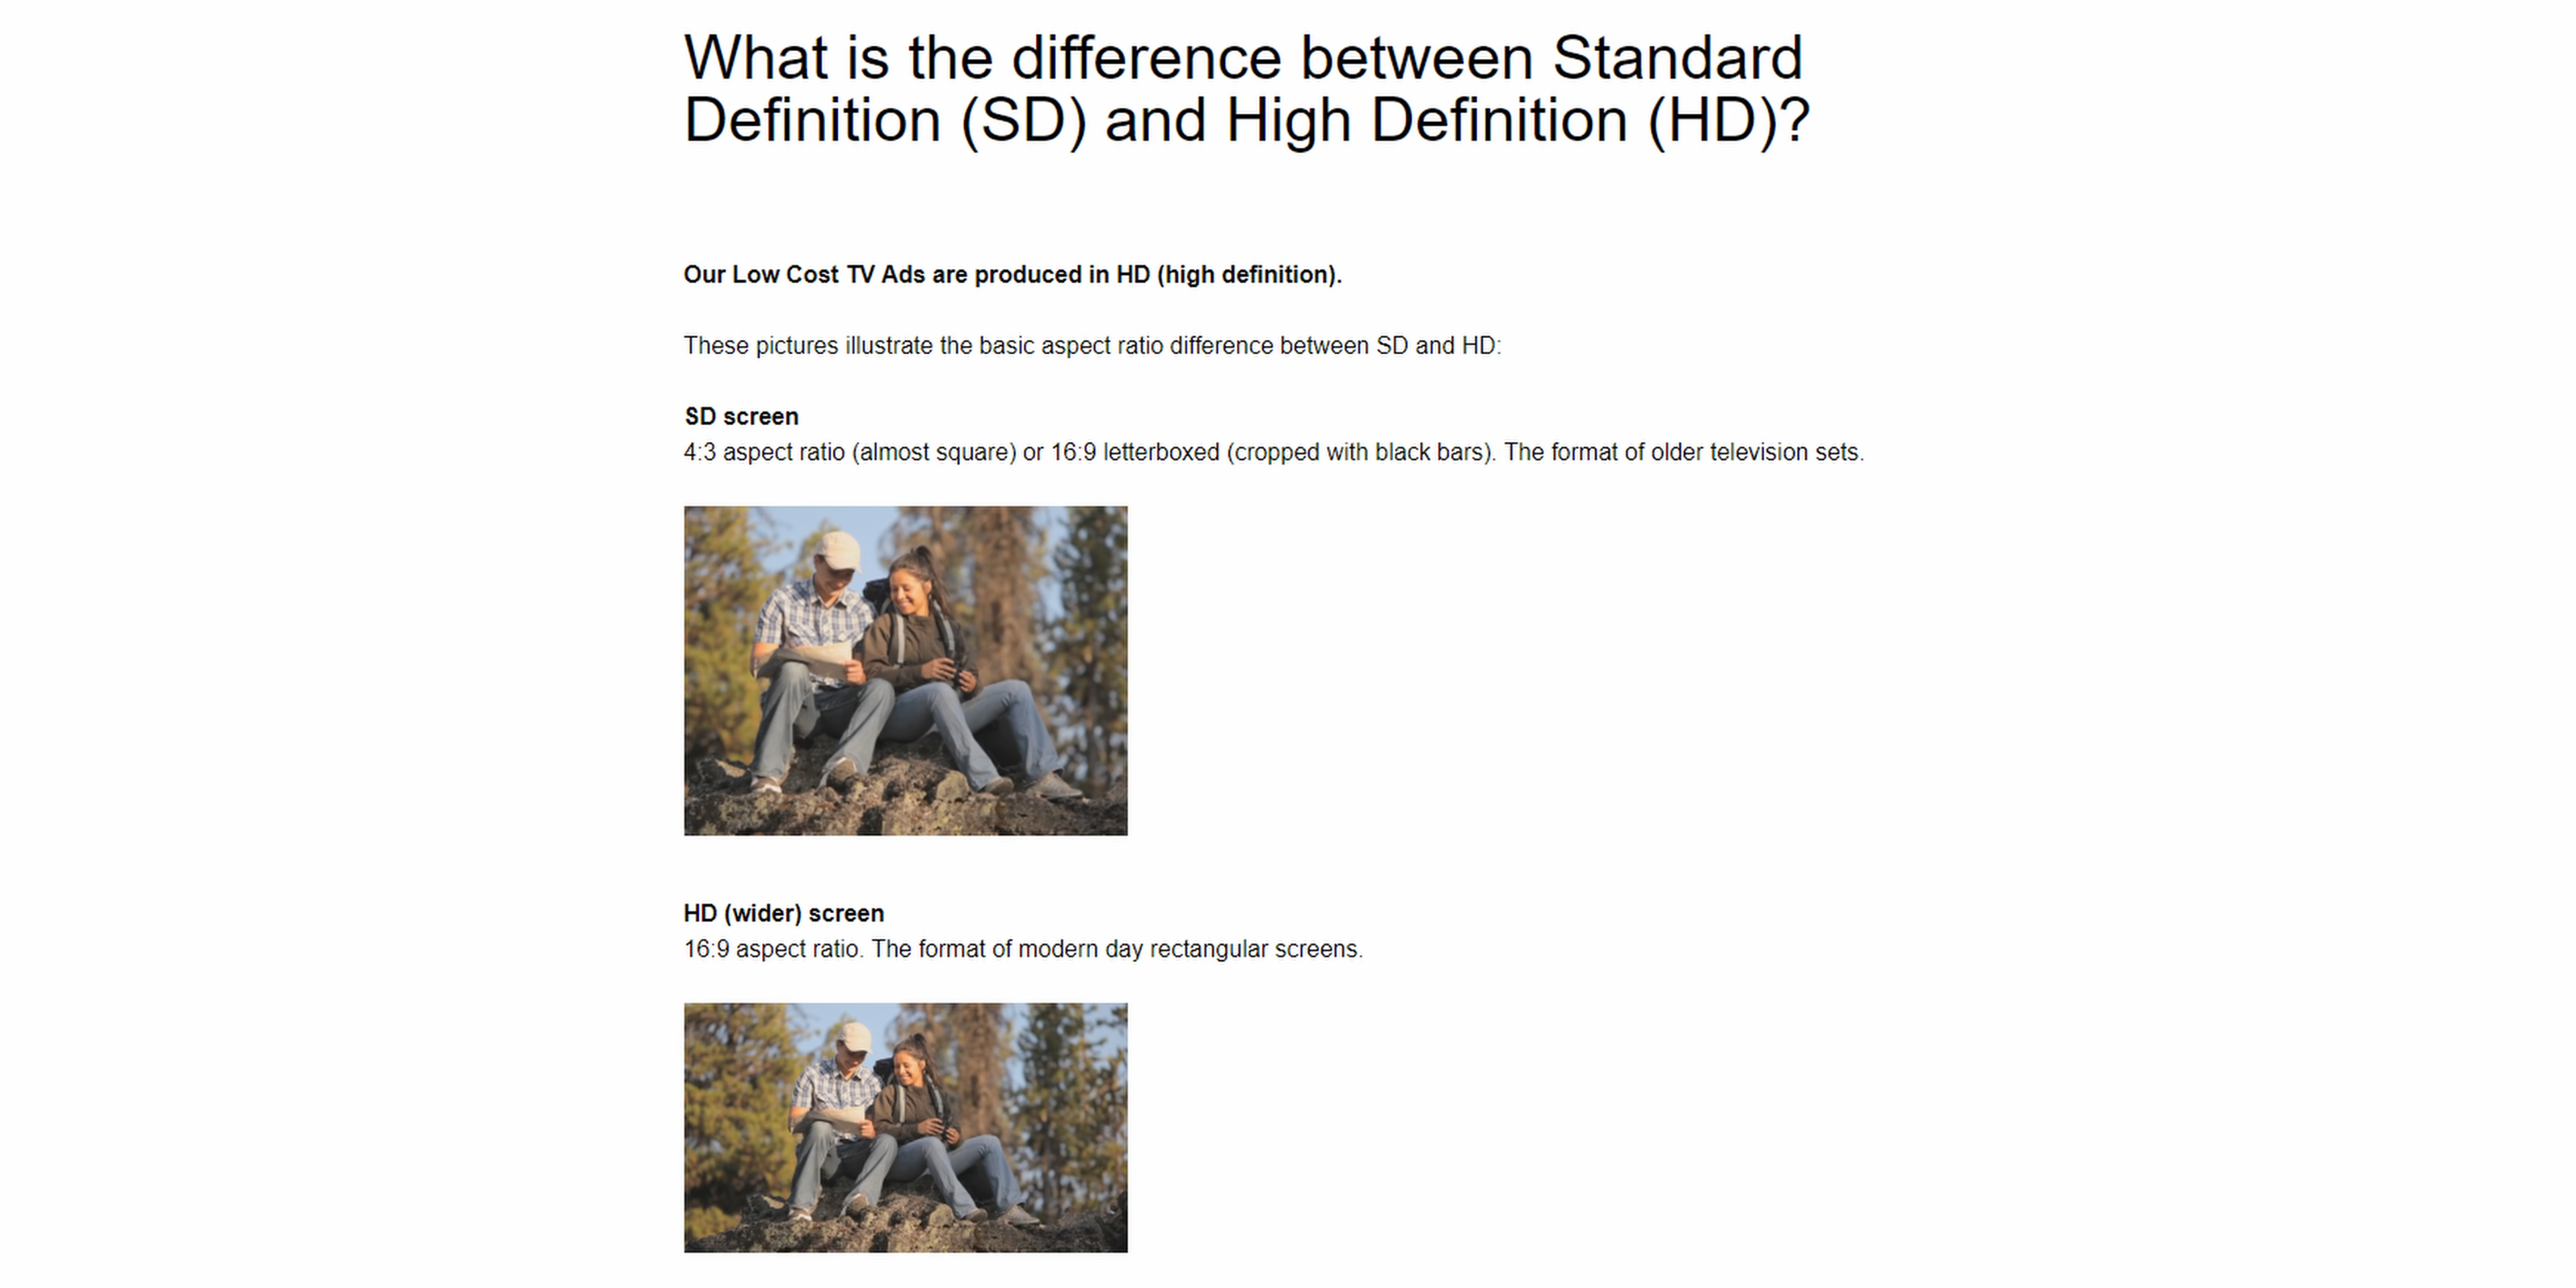 What is the difference between Standard
Definition (SD) and High Definition (HD)?
Our Low Cost TV Ads are produced in HD (high definition).
These pictures illustrate the basic aspect ratio difference between SD and HD:
SD screen
4:3 aspect ratio (almost square) or 16:9 letterboxed (cropped with black bars). The format of older television sets.
HD (wider) screen
16:9 aspect ratio. The format of modern day rectangular screens.